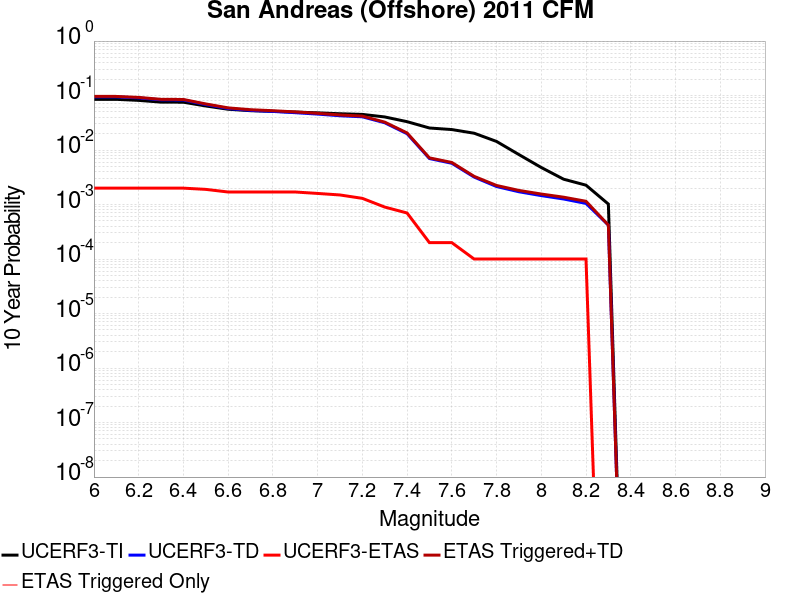 San Andreas (Offshore) 2011 CFM
10 Year Probability
10^0
10^-1
10^-2
10^-3
10^-4
10^-5
10^-6
10^-7
10^-8
6 6.2 6.4 6.6 6.8 7 7.2 7.4 7.6 7.8 8 8.2 8.4 8.6 8.8 9
Magnitude
UCERF3-TI UCERF3-TD UCERF3-ETAS ETAS Triggered+TD
ETAS Triggered Only